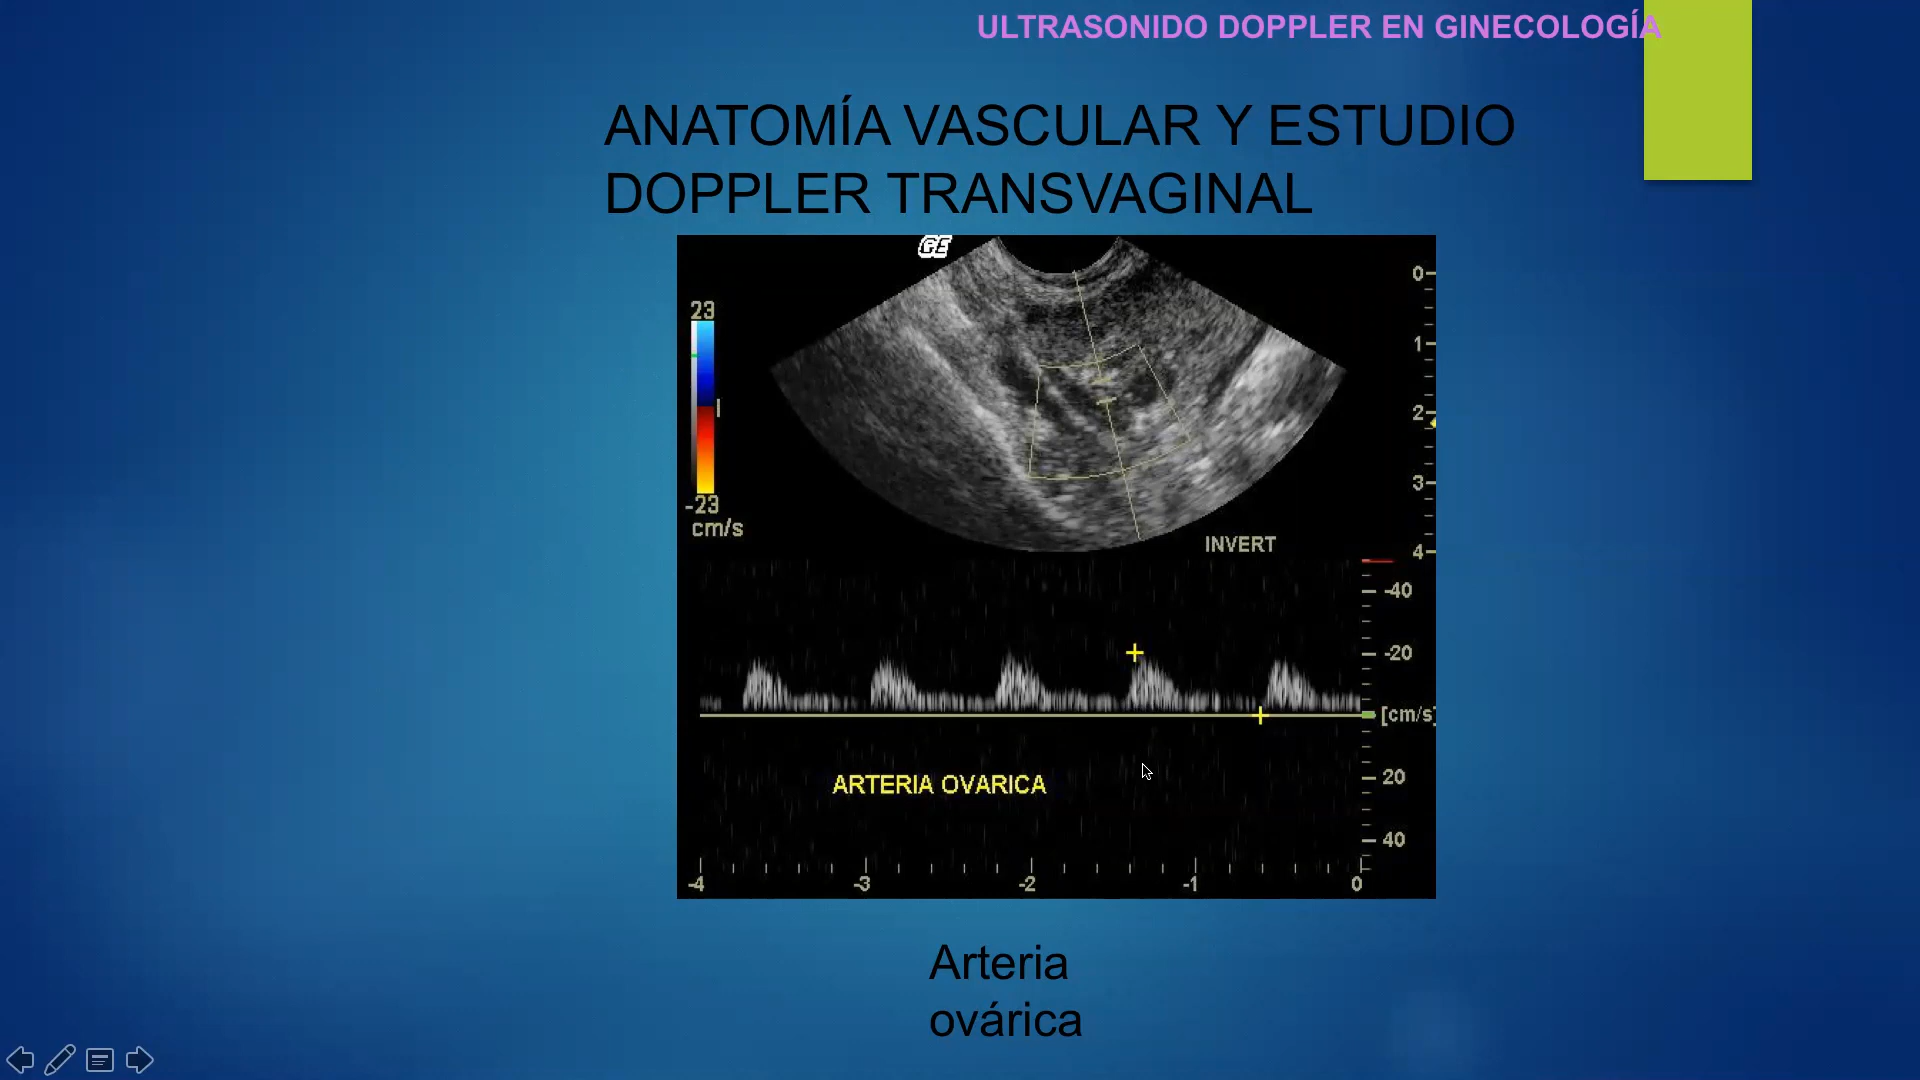 ULTRASONIDO DOPPLER EN GINECOLOGÍA
ANATOMÍA VASCULAR Y ESTUDIO
DOPPLER TRANSVAGINAL
GE
23
-23
cm/s
0
1
2
3
4
INVERT
-40
-20
[cm/s]
20
40
ARTERIA OVARICA
-4 -3 -2 -1 0
Arteria
ovárica